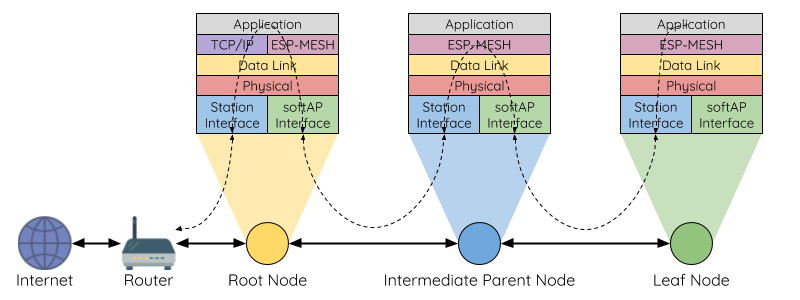 Application
TCP/IP ESP-MESH
Data Link
Physical
Station Interface
softAP Interface
Application
ESP-MESH
Data Link
Physical
Station Interface
softAP Interface
Application
ESP-MESH
Data Link
Physical
Station Interface
softAP Interface
Internet
Router
Root Node
Intermediate Parent Node
Leaf Node